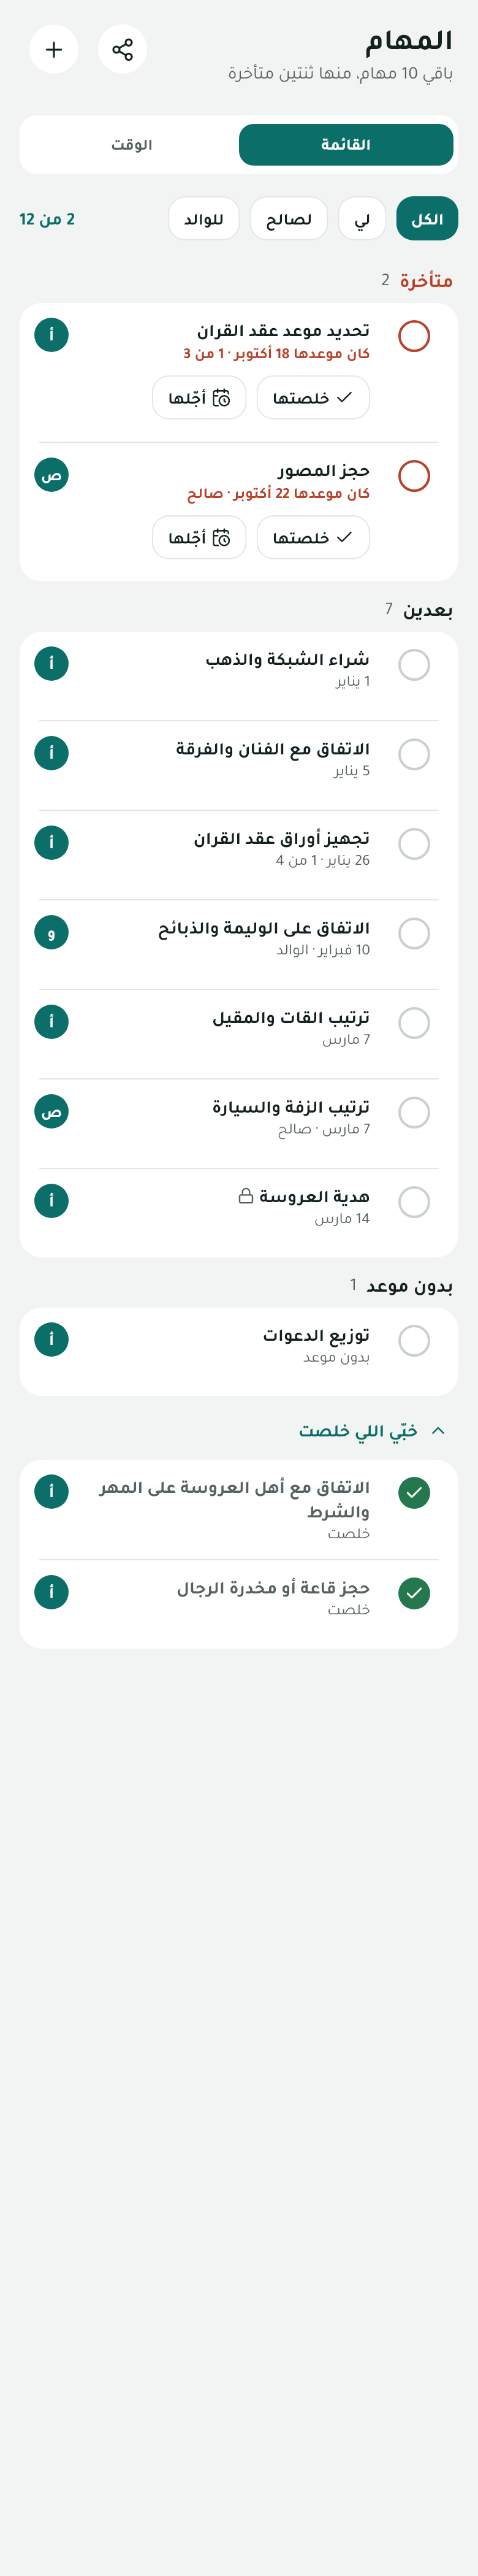 المهام
باقي 10 مهام، منها ثنتين متأخرة
القائمة
الوقت
الكل
لي
لصالح
للوالد
2 من 12
متأخرة 2
تحديد موعد عقد القران
أ
كان موعدها 18 أكتوبر · 1 من 3
خلصتها
أجّلها
حجز المصور
ص
كان موعدها 22 أكتوبر · صالح
خلصتها
أجّلها
بعدين 7
شراء الشبكة والذهب
أ
1 يناير
الاتفاق مع الفنان والفرقة
أ
5 يناير
تجهيز أوراق عقد القران
أ
26 يناير · 1 من 4
الاتفاق على الوليمة والذبائح
و
10 فبراير · الوالد
ترتيب القات والمقيل
أ
7 مارس
ترتيب الزفة والسيارة
ص
7 مارس · صالح
هدية العروسة
أ
14 مارس
بدون موعد 1
توزيع الدعوات
أ
بدون موعد
خبّي اللي خلصت
الاتفاق مع أهل العروسة على المهر
والشرط
أ
خلصت
حجز قاعة أو مخدرة الرجال
أ
خلصت